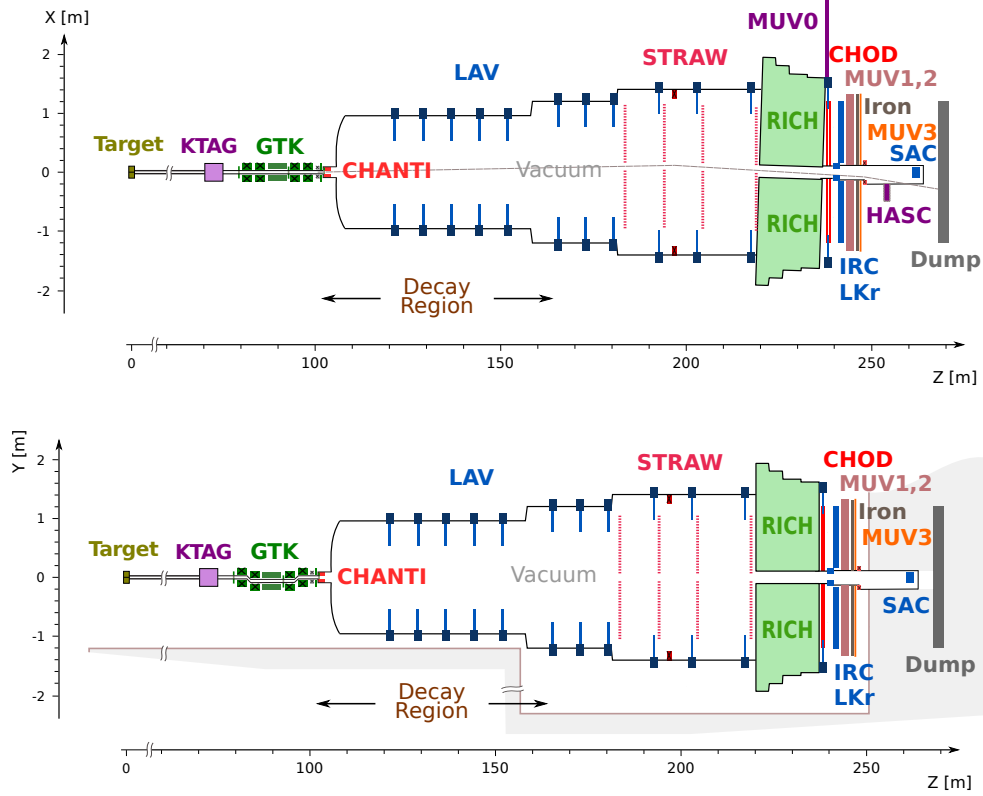 X [m]
MUV0
2
STRAW
CHOD
LAV
MUV1,2
1
Iron
RICH
MUV3
Target
KTAG
GTK
SAC
0
CHANTI
Vacuum
HASC
RICH
-1
Dump
IRC
LKr
-2
Decay
Region
0
100
150
200
250
Z [m]
Y [m]
2
STRAW
CHOD
LAV
MUV1,2
1
Iron
RICH
MUV3
Target
KTAG
GTK
0
CHANTI
Vacuum
SAC
RICH
-1
Dump
IRC
LKr
-2
Decay
Region
0
100
150
200
250
Z [m]